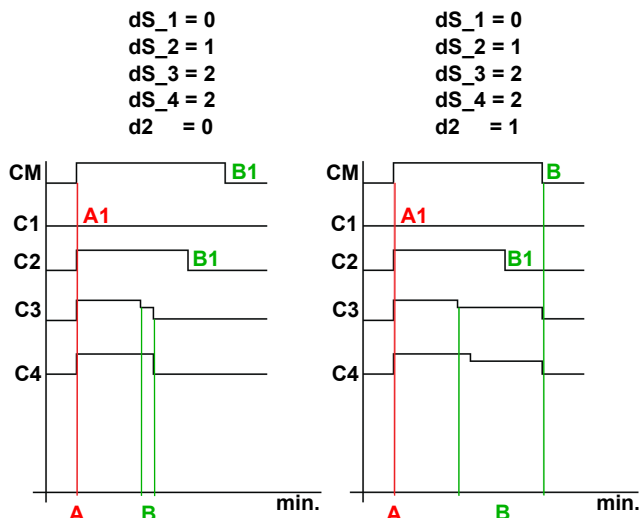 dS_1 = 0
dS_2 = 1
dS_3 = 2
dS_4 = 2
d2 = 0
CM
B1
C1
A1
C2
B1
C3
C4
A
B
min.
dS_1 = 0
dS_2 = 1
dS_3 = 2
dS_4 = 2
d2 = 1
CM
B
C1
A1
C2
B1
C3
C4
A
B
min.